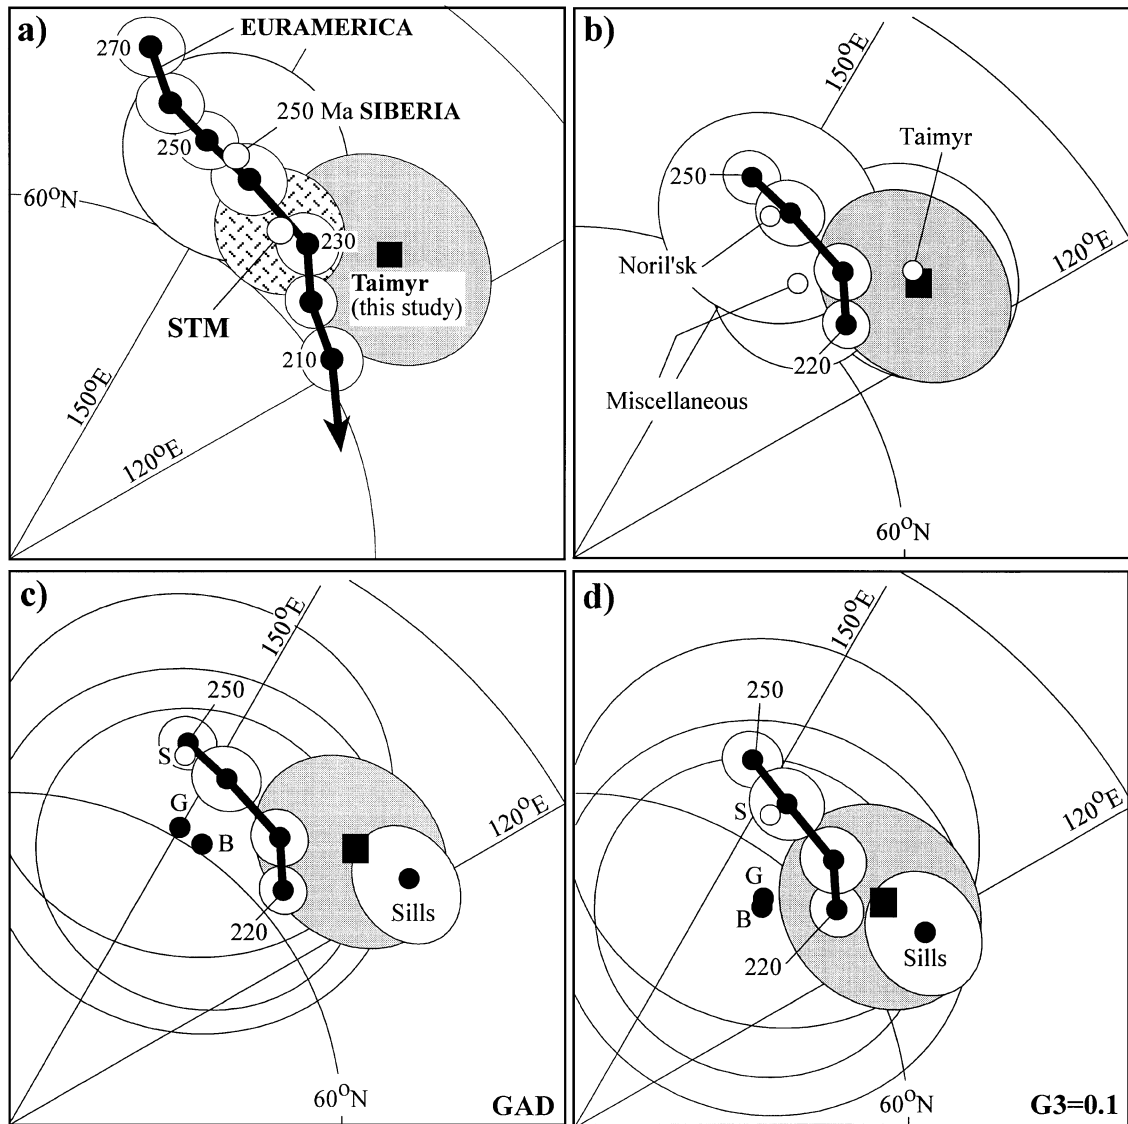 a)
EURAMERICA
270
250 Ma SIBERIA
250
60°N
230
Taimyr
(this study)
STM
210
150°E
120°E
b)
150°E
Taimyr
250
120°E
Noril'sk
220
Miscellaneous
60°N
c)
150°E
250
S
G
B
120°E
Sills
220
60°N
GAD
d)
150°E
250
S
120°E
G
B
Sills
220
60°N
G3=0.1